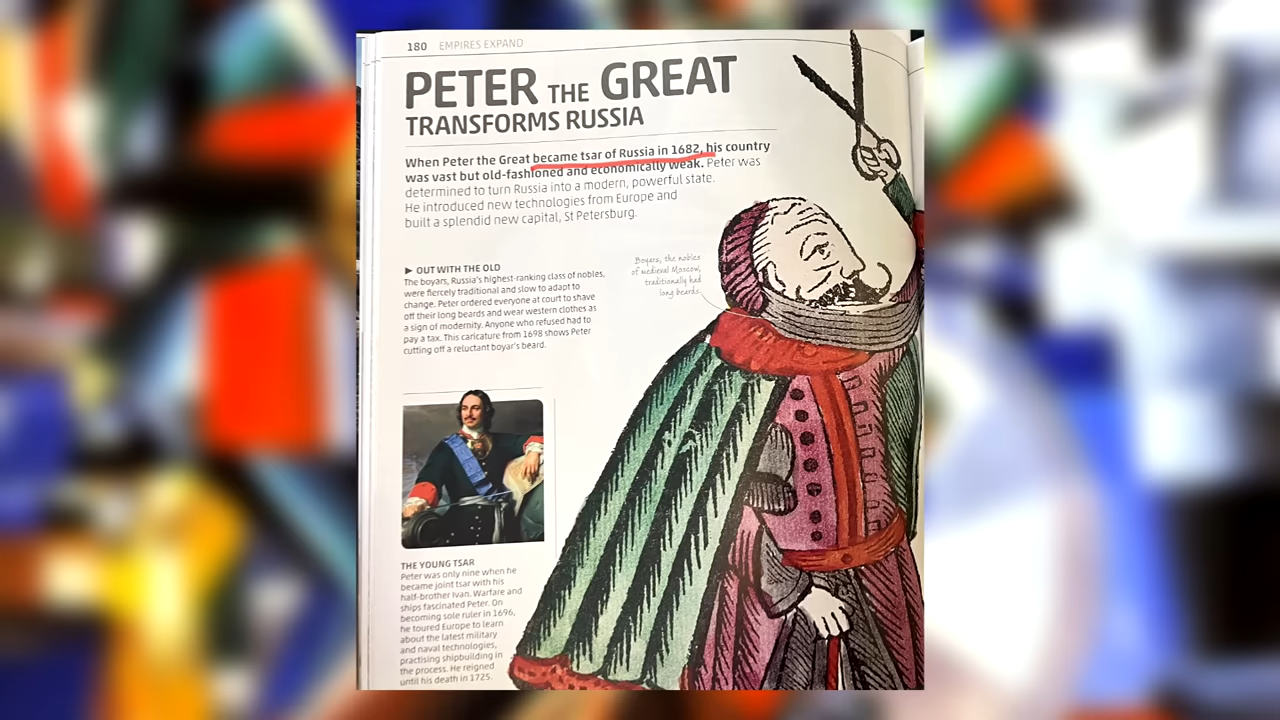 180 EMPIRES EXPAND
PETER THE GREAT
TRANSFORMS RUSSIA
When Peter the Great became tsar of Russia in 1682, his country
was vast but old-fashioned and economically weak. Peter was
determined to turn Russia into a modern, powerful state.
He introduced new technologies from Europe and
built a splendid new capital, St Petersburg.
Boyars, the nobles
of medieval Moscow,
traditionally had
long beards.
▶ OUT WITH THE OLD
The boyars, Russia's highest-ranking class of nobles,
were fiercely traditional and slow to adapt to
change. Peter ordered everyone at court to shave
off their long beards and wear western clothes as
a sign of modernity. Anyone who refused had to
pay a tax. This caricature from 1698 shows Peter
cutting off a reluctant boyar's beard.
THE YOUNG TSAR
Peter was only nine when he
became joint tsar with his
half-brother Ivan. Warfare and
ships fascinated Peter. On
becoming sole ruler in 1696,
he toured Europe to learn
about the latest military
and naval technologies,
practising shipbuilding in
the process. He reigned
until his death in 1725.